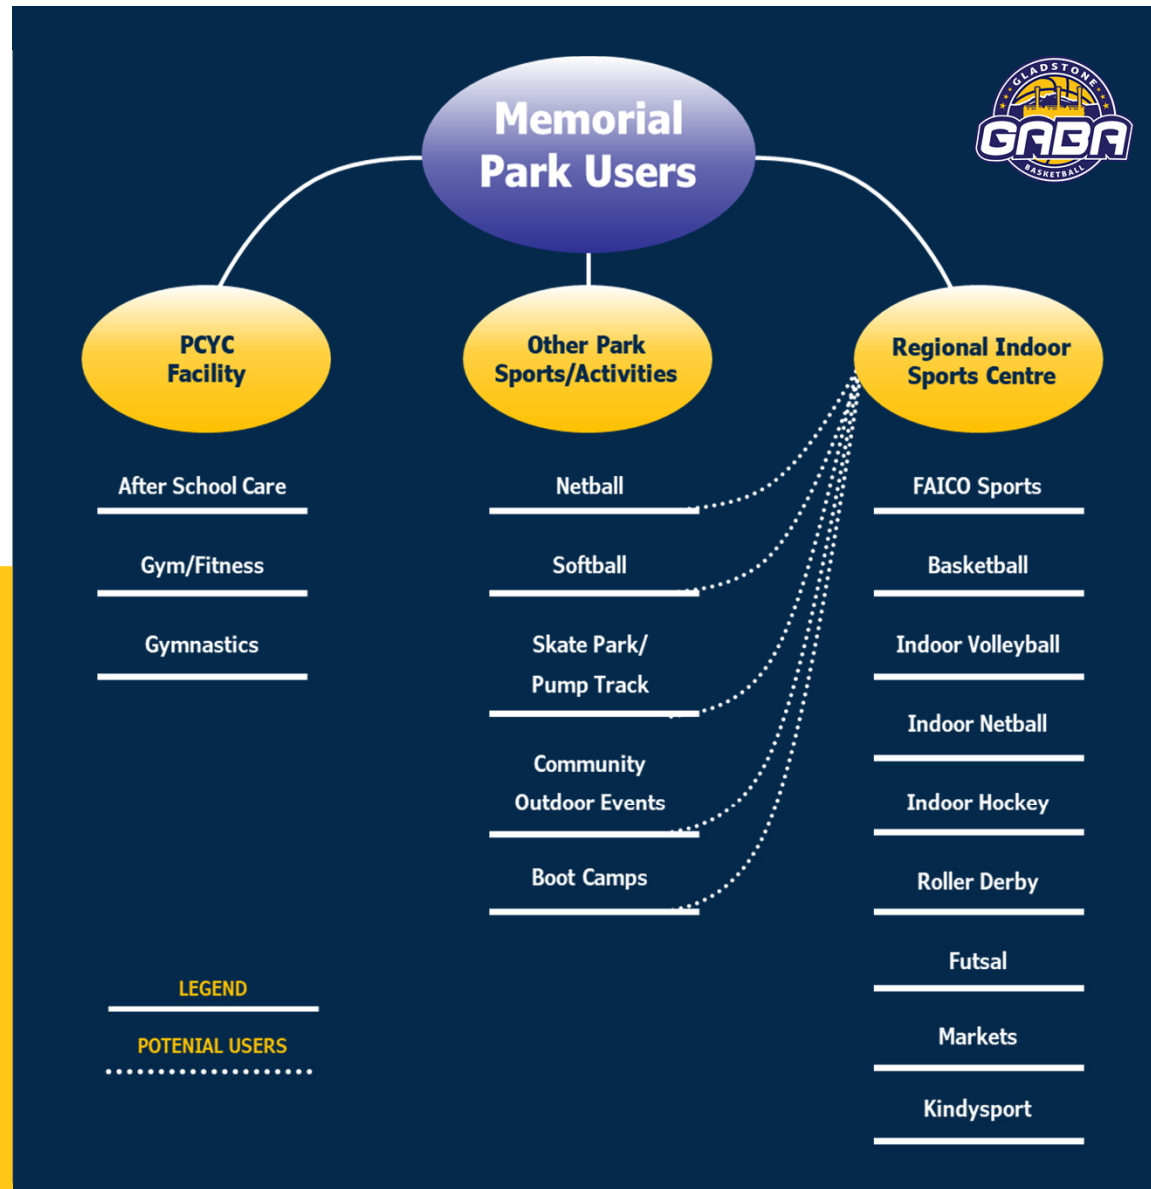 Memorial
Park Users
GLADSTONE
GABA
BASKETBALL
PCYC
Facility
After School Care
Gym/Fitness
Gymnastics
Other Park
Sports/Activities
Netball
Softball
Skate Park/
Pump Track
Community
Outdoor Events
Boot Camps
Regional Indoor
Sports Centre
FAICO Sports
Basketball
Indoor Volleyball
Indoor Netball
Indoor Hockey
Roller Derby
Futsal
Markets
Kindysport
LEGEND
POTENIAL USERS